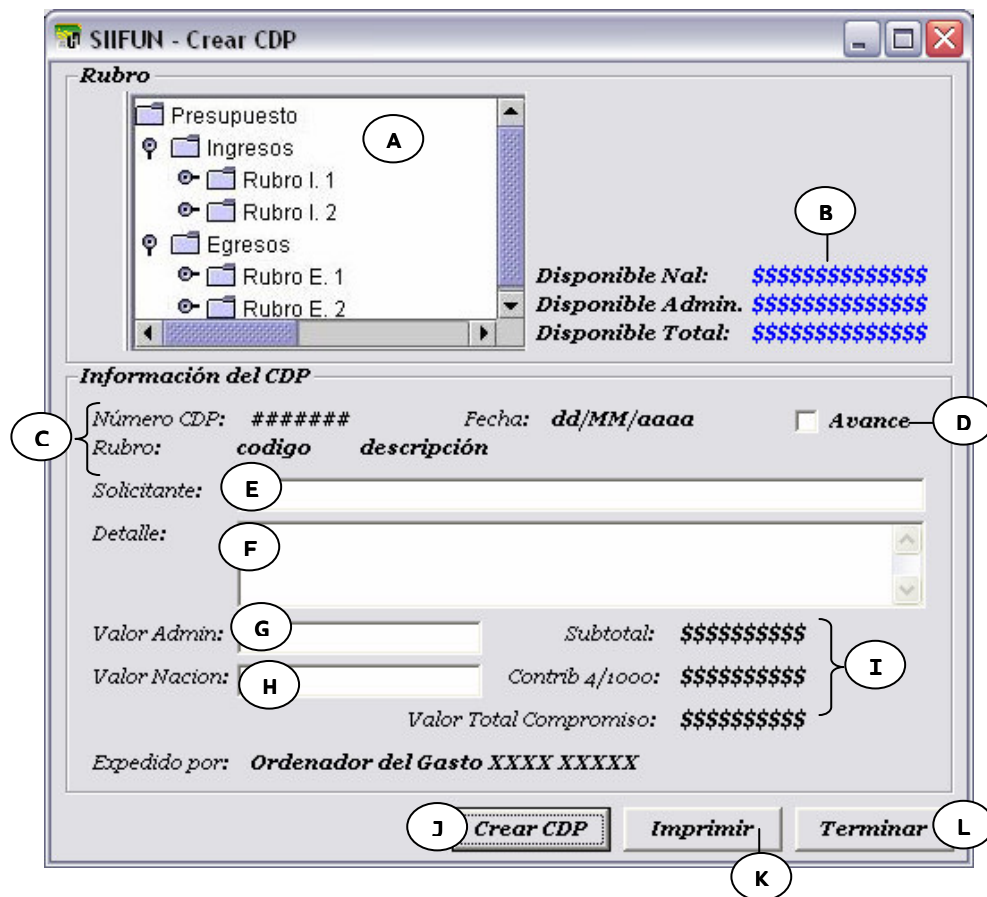 SIIFUN - Crear CDP
Rubro
Presupuesto
A
Ingresos
Rubro I. 1
Rubro I. 2
B
Egresos
Rubro E. 1
Disponible Nal: $$$$$$$$$$$$$$
Rubro E. 2
Disponible Admin. $$$$$$$$$$$$$$
Disponible Total: $$$$$$$$$$$$$$
Información del CDP
C
Número CDP: ####### Fecha: dd/MM/aaaa Avance D
Rubro: codigo descripción
Solicitante: E
Detalle: F
Valor Admin: G Subtotal: $$$$$$$$$$
Valor Nacion: H Contrib 4/1000: $$$$$$$$$$ I
Valor Total Compromiso: $$$$$$$$$$
Expedido por: Ordenador del Gasto XXXX XXXXX
J Crear CDP Imprimir Terminar L
K